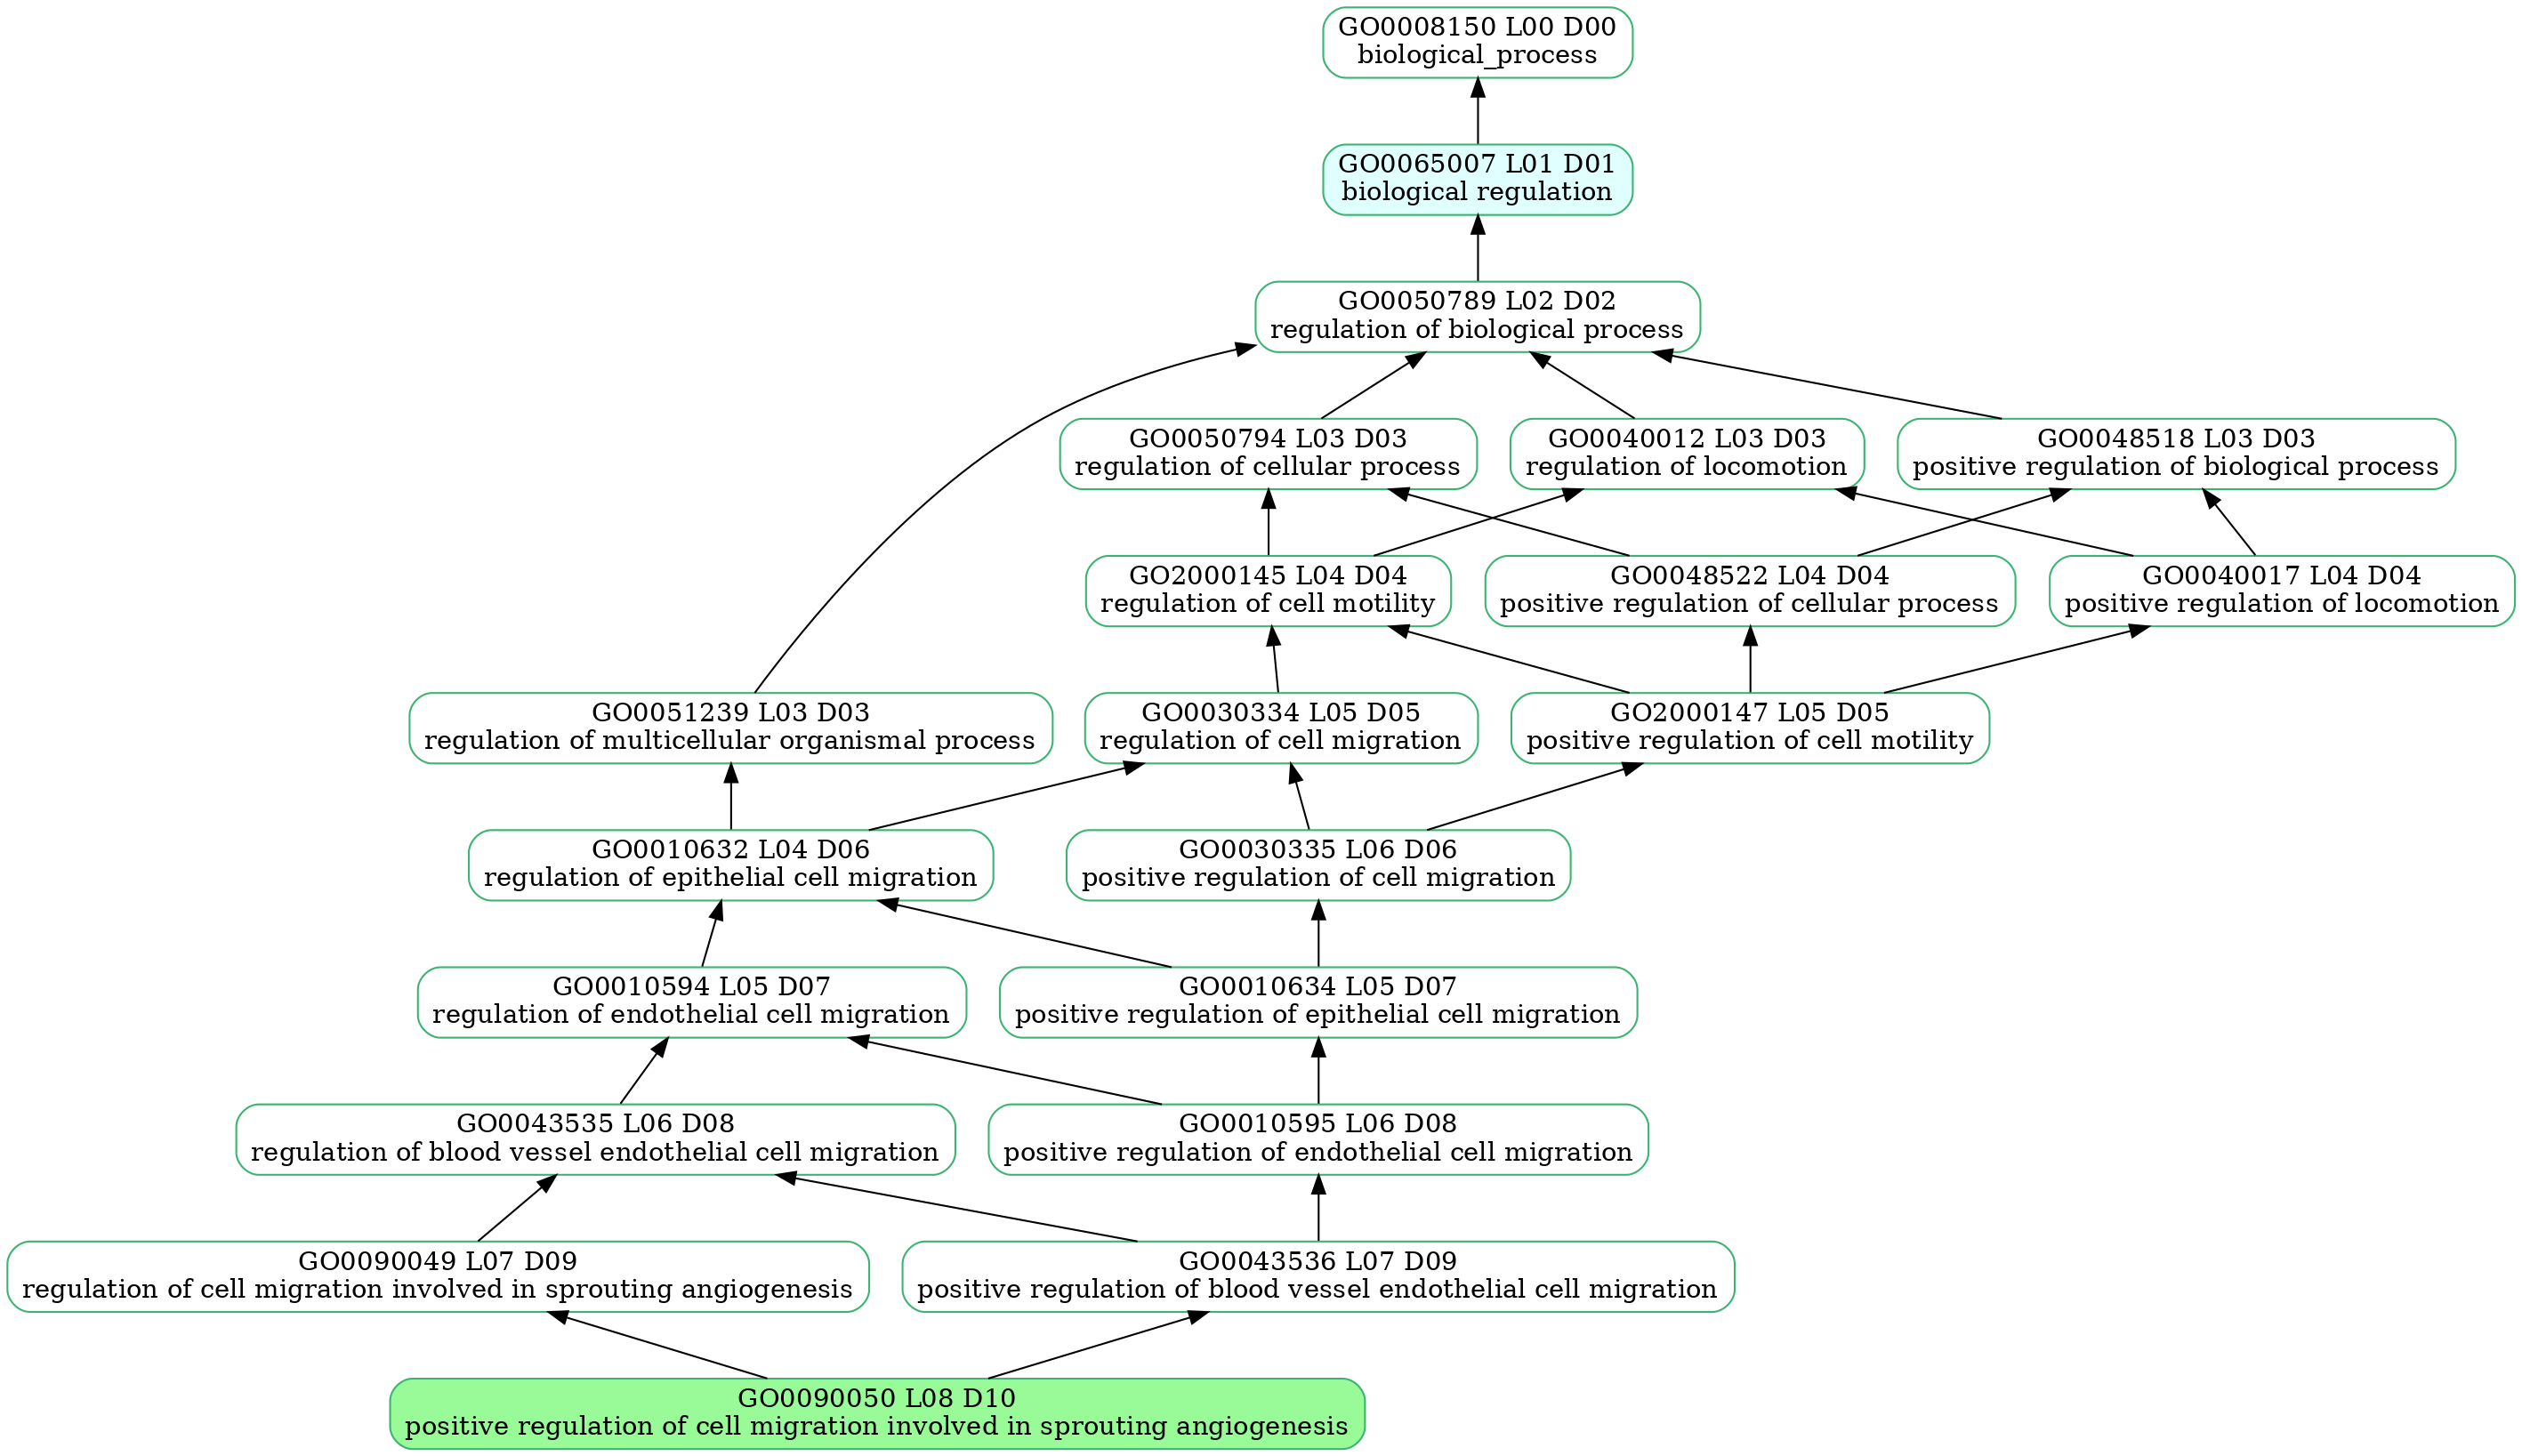 GO0008150 L00 D00
biological_process
GO0065007 L01 D01
biological regulation
GO0050789 L02 D02
regulation of biological process
GO0050794 L03 D03
regulation of cellular process
GO0040012 L03 D03
regulation of locomotion
GO0048518 L03 D03
positive regulation of biological process
GO2000145 L04 D04
regulation of cell motility
GO0048522 L04 D04
positive regulation of cellular process
GO0040017 L04 D04
positive regulation of locomotion
GO0051239 L03 D03
regulation of multicellular organismal process
GO0030334 L05 D05
regulation of cell migration
GO2000147 L05 D05
positive regulation of cell motility
GO0010632 L04 D06
regulation of epithelial cell migration
GO0030335 L06 D06
positive regulation of cell migration
GO0010594 L05 D07
regulation of endothelial cell migration
GO0010634 L05 D07
positive regulation of epithelial cell migration
GO0043535 L06 D08
regulation of blood vessel endothelial cell migration
GO0010595 L06 D08
positive regulation of endothelial cell migration
GO0090049 L07 D09
regulation of cell migration involved in sprouting angiogenesis
GO0043536 L07 D09
positive regulation of blood vessel endothelial cell migration
GO0090050 L08 D10
positive regulation of cell migration involved in sprouting angiogenesis